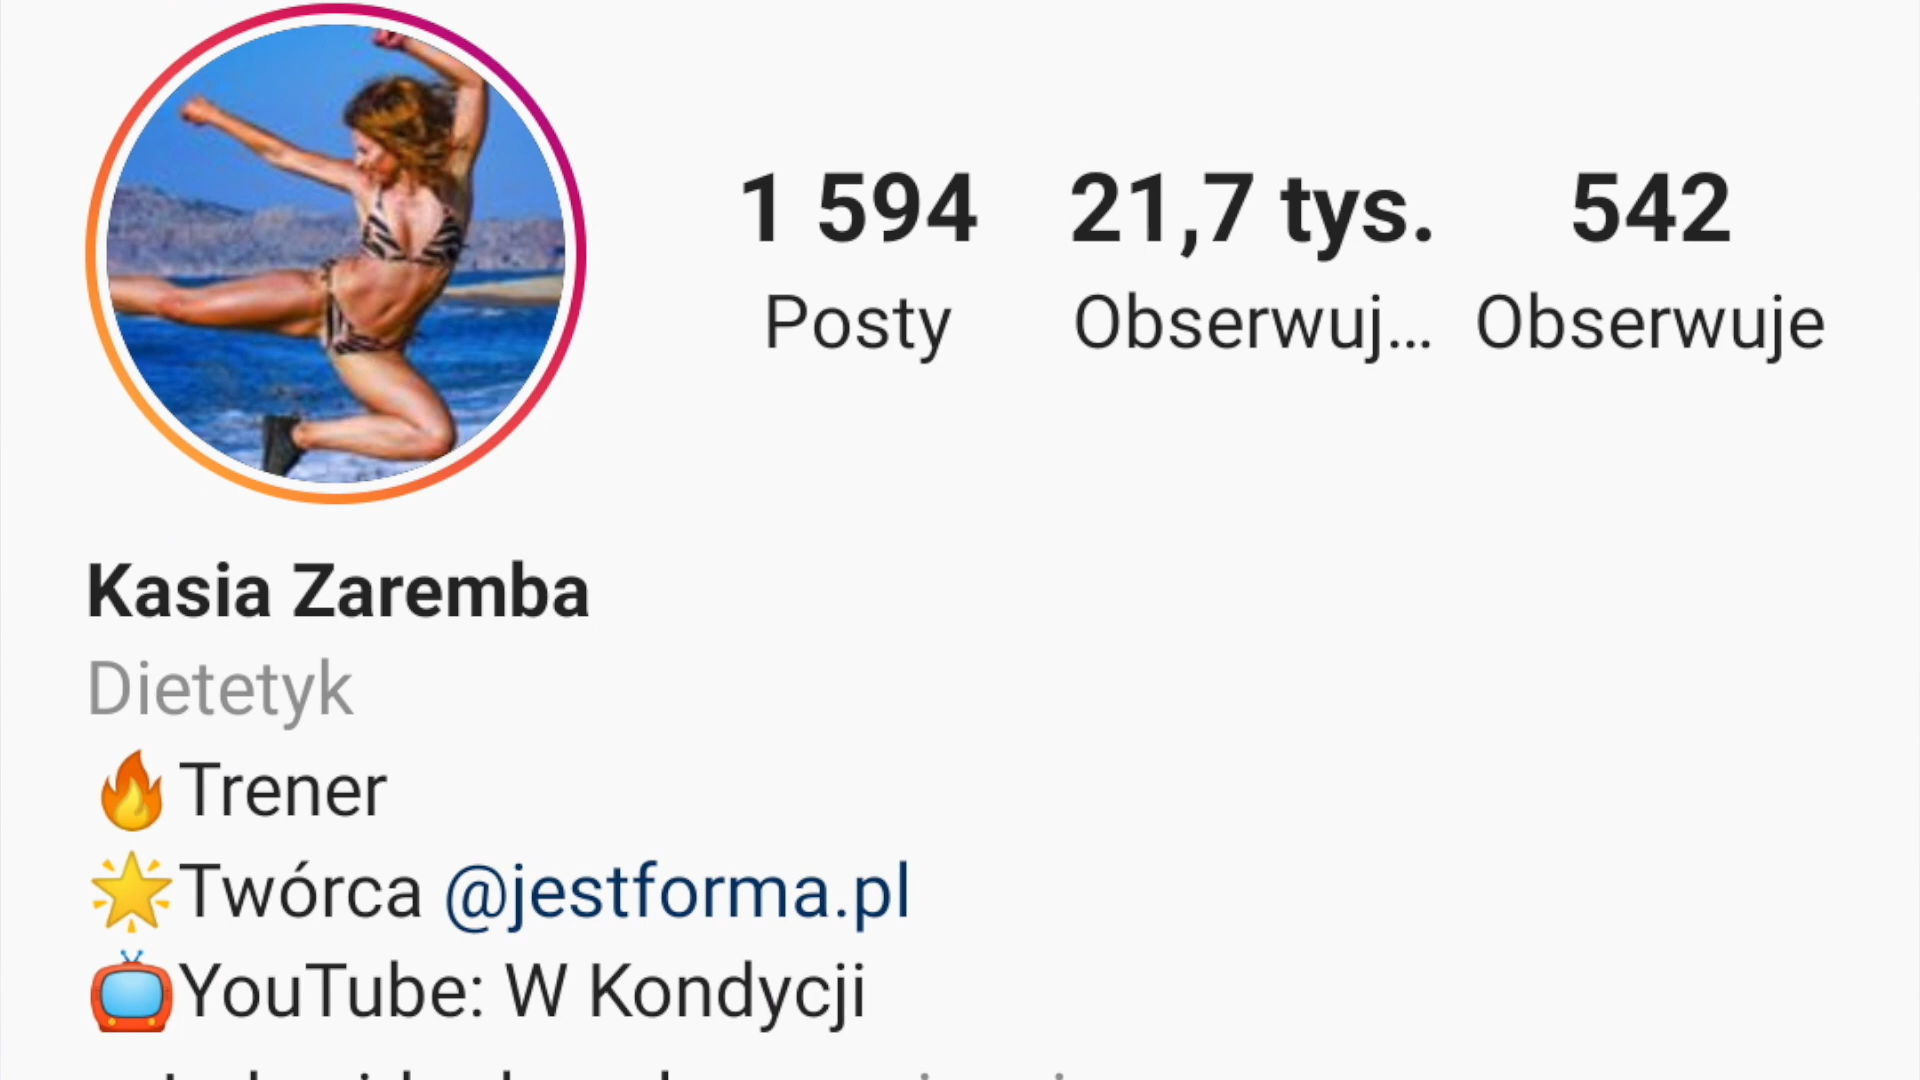 1 594 21,7 tys. 542
Posty Obserwuj... Obserwuje
Kasia Zaremba
Dietetyk
🔥Trener
🌟Twórca @jestforma.pl
📺YouTube: W Kondycji